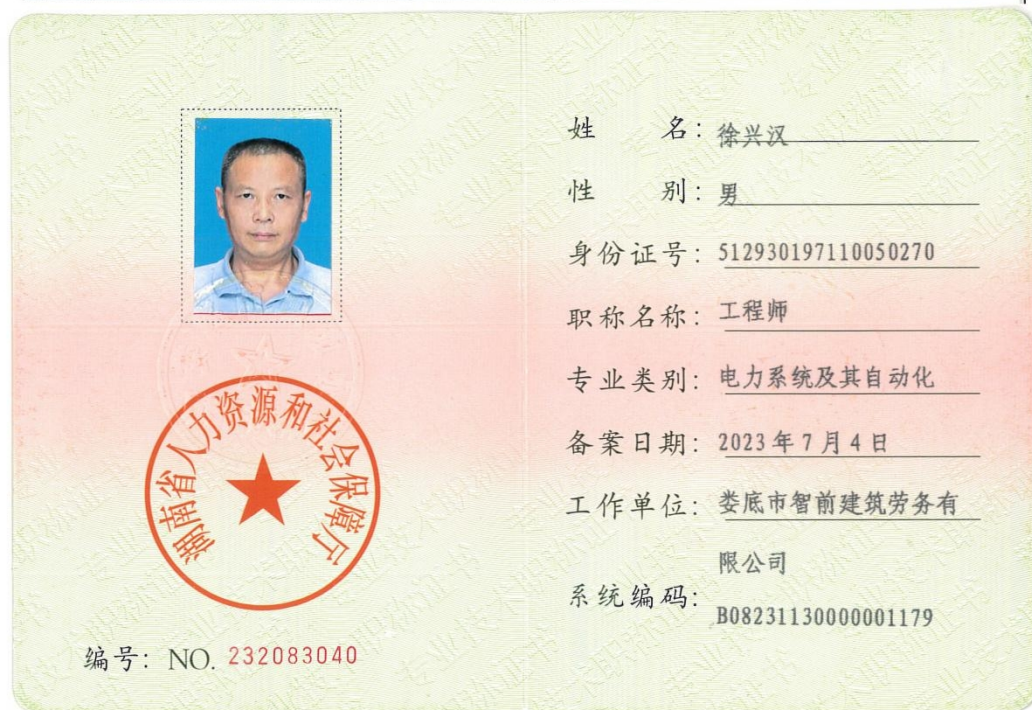 姓 名：徐兴汉
性 别：男
身份证号：512930197110050270
职称名称：工程师
专业类别：电力系统及其自动化
备案日期：2023年7月4日
工作单位：娄底市智前建筑劳务有
限公司
系统编码：
B08231130000001179
湖南省人力资源和社会保障厅
编号：NO. 232083040